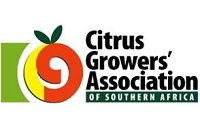 Citrus
Growers'
Association
OF SOUTHERN AFRICA